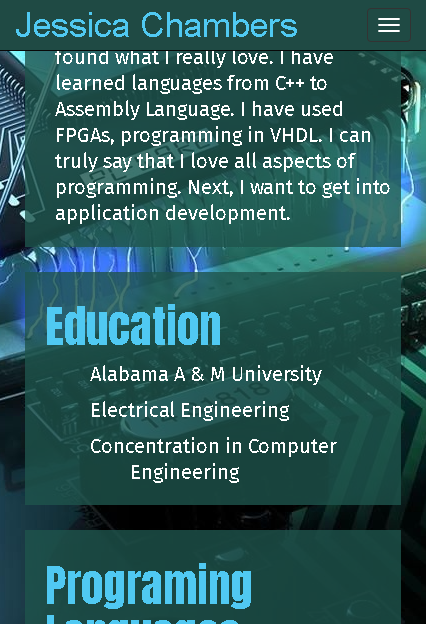 Jessica Chambers
found what I really love. I have
learned languages from C++ to
Assembly Language. I have used
FPGAs, programming in VHDL. I can
truly say that I love all aspects of
programming. Next, I want to get into
application development.
Education
Alabama A & M University
Electrical Engineering
Concentration in Computer
Engineering
Programing
Languages